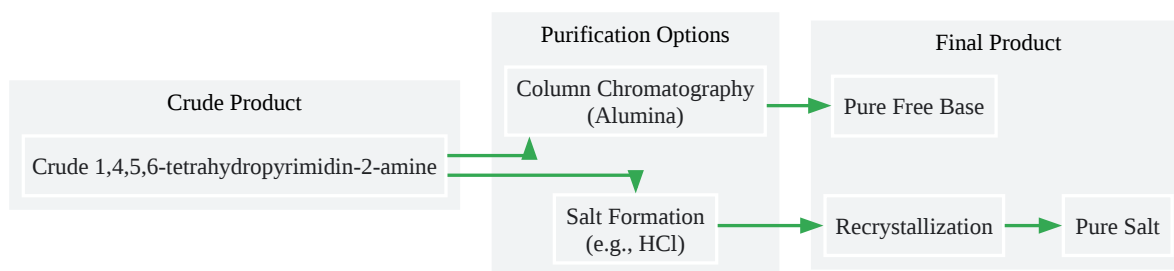 Crude Product
Crude 1,4,5,6-tetrahydropyrimidin-2-amine
Purification Options
Column Chromatography
(Alumina)
Salt Formation
(e.g., HCl)
Final Product
Pure Free Base
Recrystallization
Pure Salt